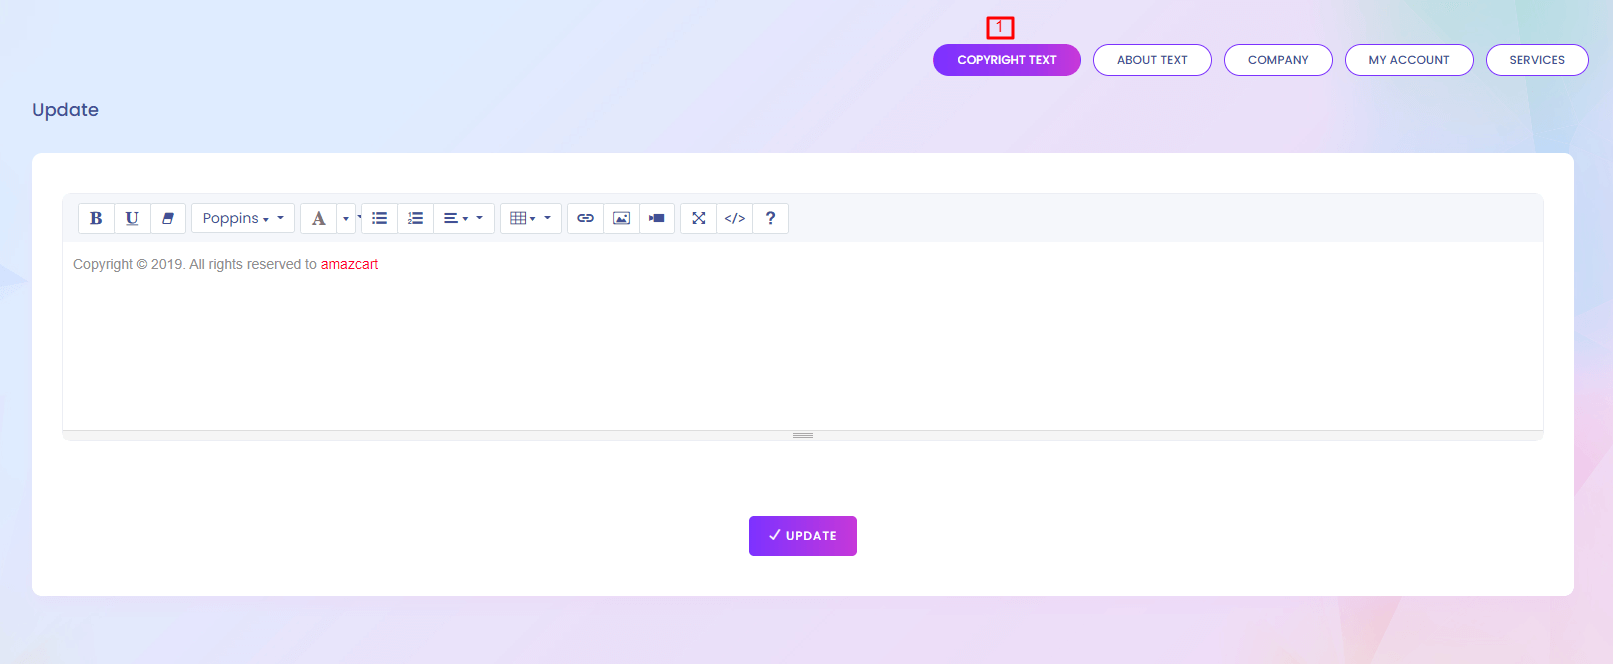 1
COPYRIGHT TEXT ABOUT TEXT COMPANY MY ACCOUNT SERVICES
Update
B U Poppins A </> ?
Copyright © 2019. All rights reserved to amazcart
✓ UPDATE